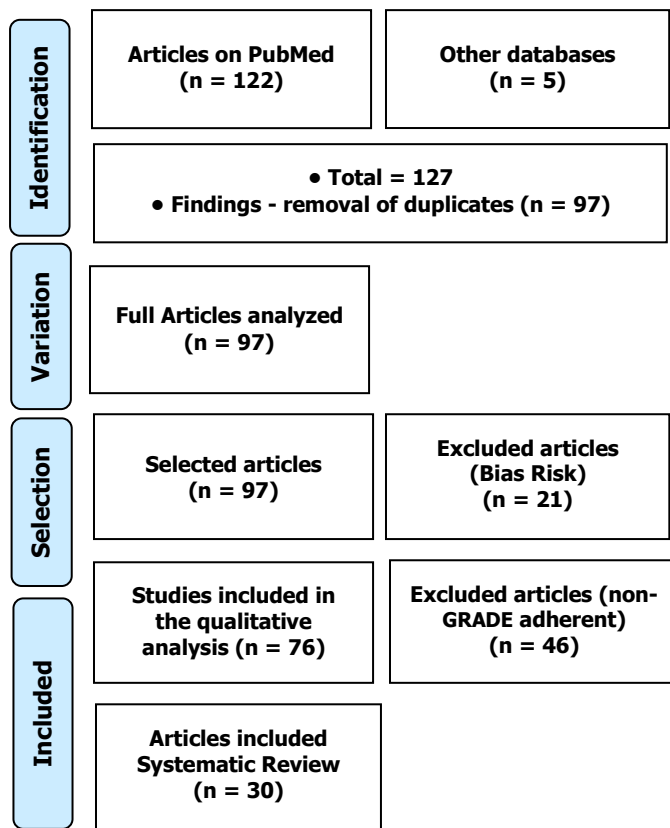 Identification
Articles on PubMed
(n = 122)
Other databases
(n = 5)
• Total = 127
• Findings - removal of duplicates (n = 97)
Variation
Full Articles analyzed
(n = 97)
Selection
Selected articles
(n = 97)
Excluded articles
(Bias Risk)
(n = 21)
Included
Studies included in
the qualitative
analysis (n = 76)
Excluded articles (non-
GRADE adherent)
(n = 46)
Articles included
Systematic Review
(n = 30)